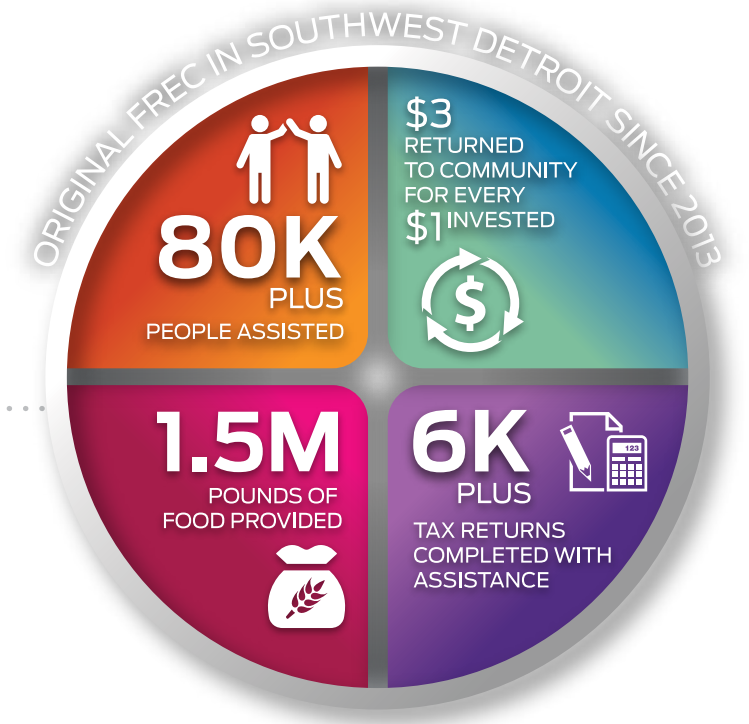 ORIGINAL FREC IN SOUTHWEST DETROIT SINCE 2013
80K
PLUS
PEOPLE ASSISTED
$3
RETURNED
TO COMMUNITY
FOR EVERY
$1 INVESTED
$
1.5M
POUNDS OF
FOOD PROVIDED
6K
PLUS
123
TAX RETURNS
COMPLETED WITH
ASSISTANCE